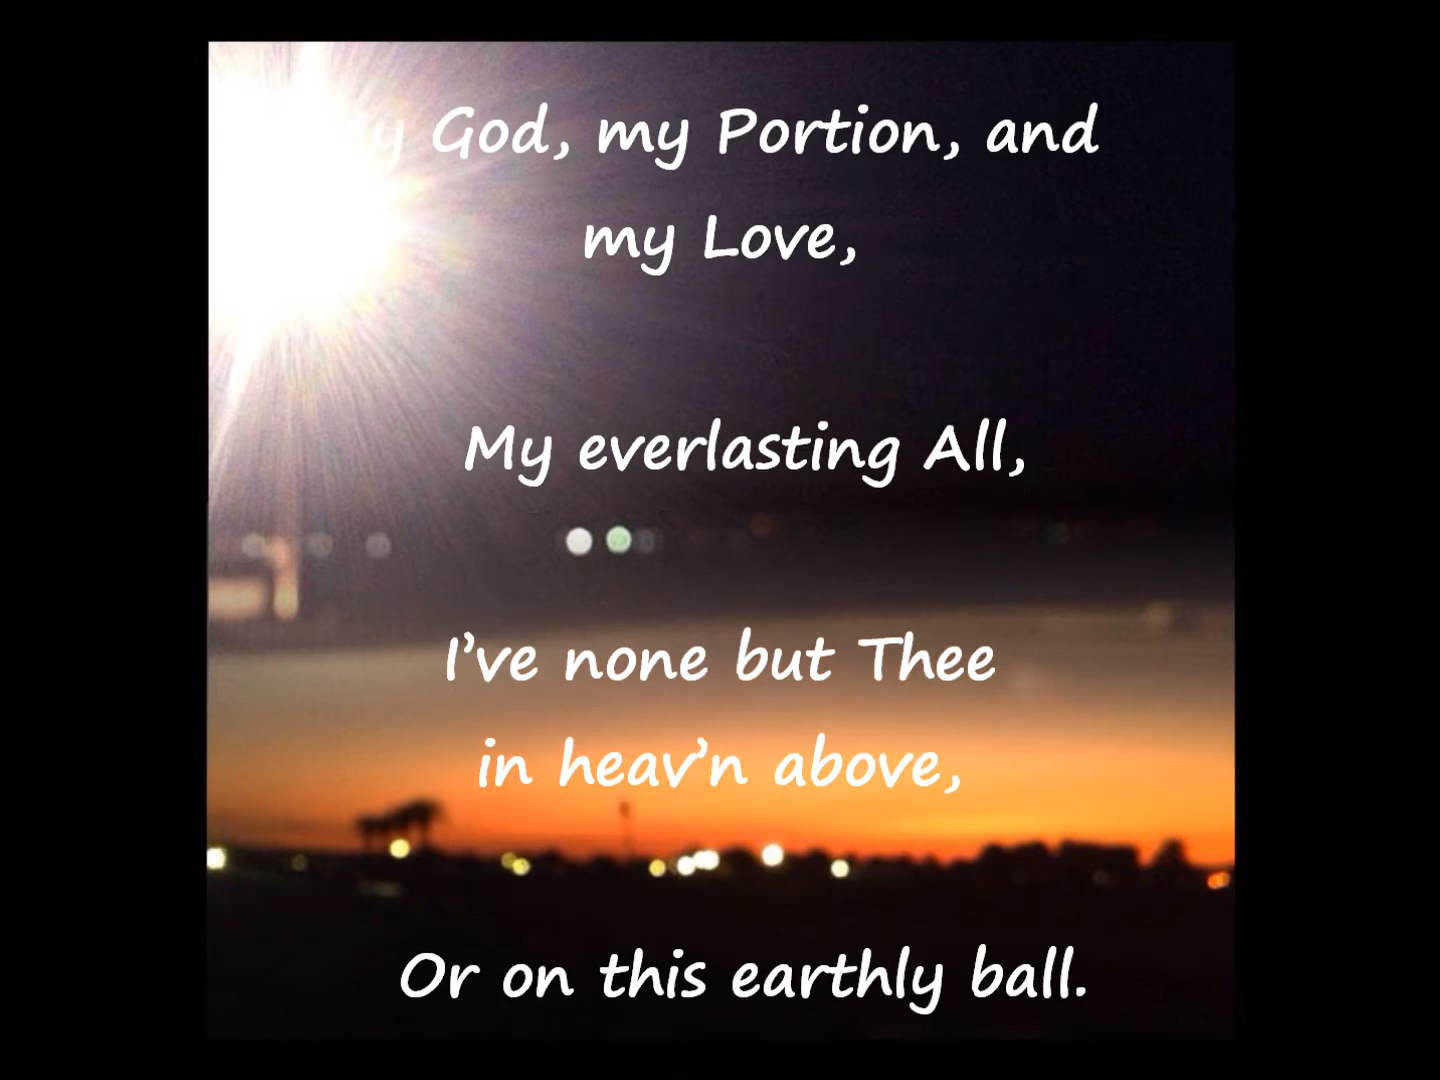 God, my Portion, and
my Love,
My everlasting All,
I've none but Thee
in heav'n above,
Or on this earthly ball.